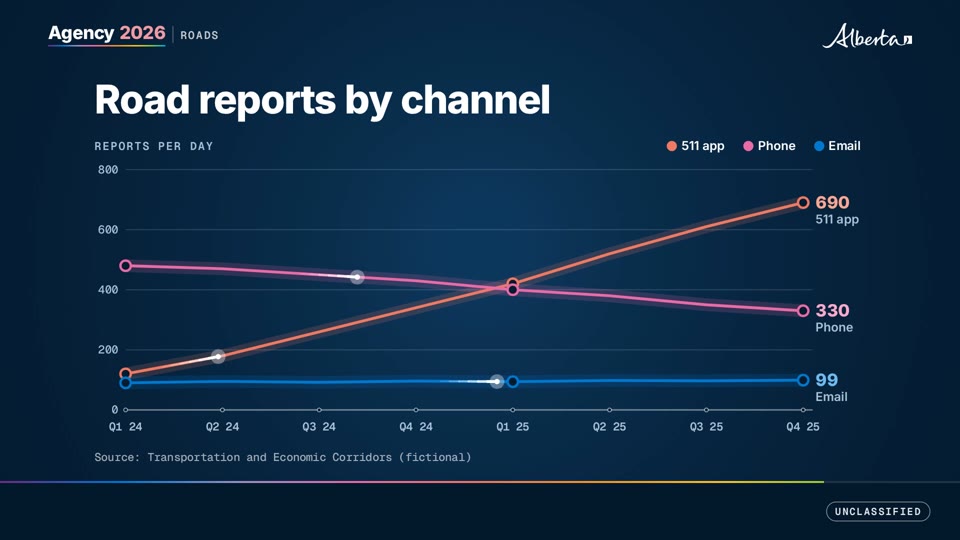 Agency 2026 | ROADS
Alberta
Road reports by channel
REPORTS PER DAY
511 app Phone Email
800
600
400
200
0
690
511 app
330
Phone
99
Email
Q1 24 Q2 24 Q3 24 Q4 24 Q1 25 Q2 25 Q3 25 Q4 25
Source: Transportation and Economic Corridors (fictional)
UNCLASSIFIED